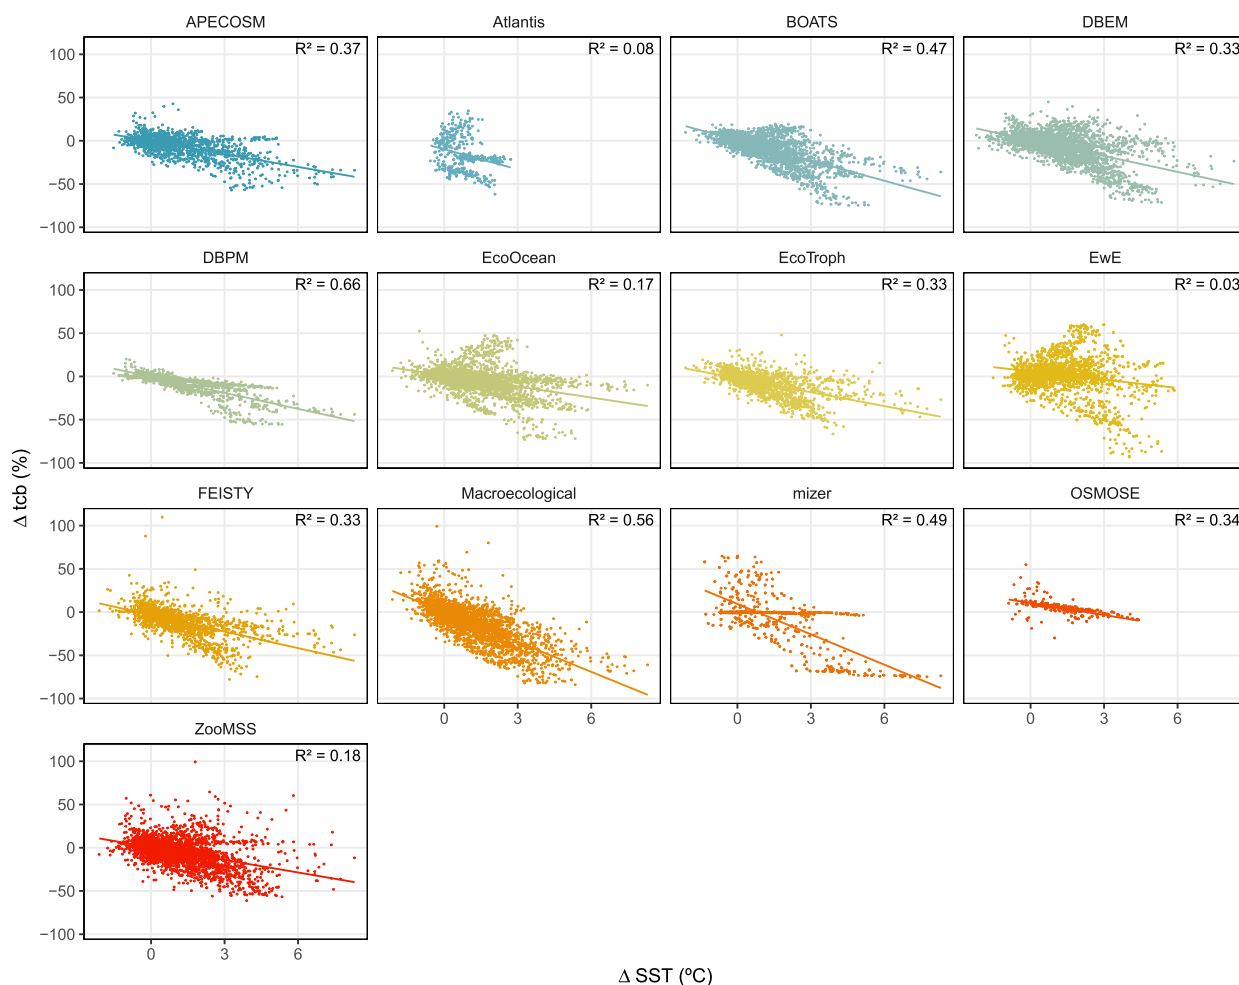 APECOSM Atlantis BOATS DBEM
R² = 0.37 R² = 0.08 R² = 0.47 R² = 0.33
100
50
0
−50
−100
DBPM EcoOcean EcoTroph EwE
R² = 0.66 R² = 0.17 R² = 0.33 R² = 0.03
100
50
0
−50
−100
Δ tcb (%)
FEISTY Macroecological mizer OSMOSE
R² = 0.33 R² = 0.56 R² = 0.49 R² = 0.34
100
50
0
−50
−100
0 3 6 0 3 6 0 3 6
ZooMSS
R² = 0.18
100
50
0
−50
−100
0 3 6
Δ SST (ºC)